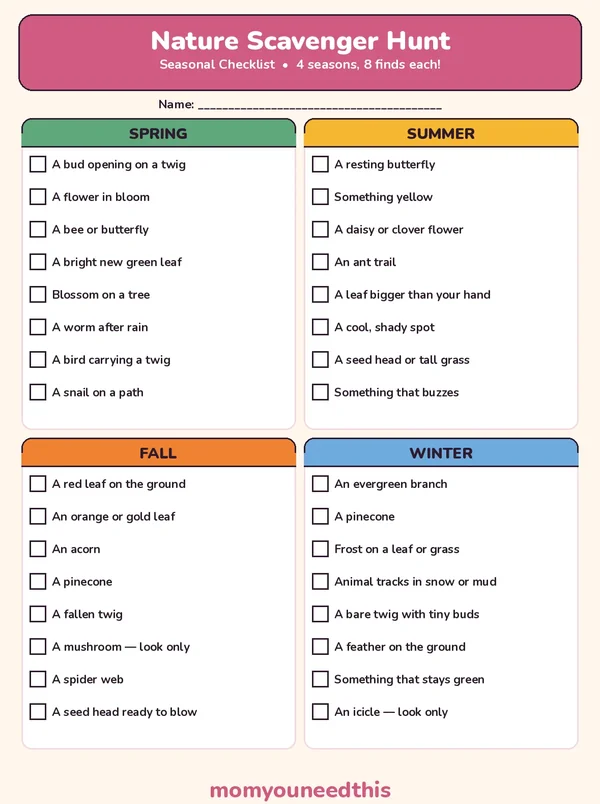 Nature Scavenger Hunt
Seasonal Checklist • 4 seasons, 8 finds each!
Name: ________________________________________
SPRING
A bud opening on a twig
A flower in bloom
A bee or butterfly
A bright new green leaf
Blossom on a tree
A worm after rain
A bird carrying a twig
A snail on a path
SUMMER
A resting butterfly
Something yellow
A daisy or clover flower
An ant trail
A leaf bigger than your hand
A cool, shady spot
A seed head or tall grass
Something that buzzes
FALL
A red leaf on the ground
An orange or gold leaf
An acorn
A pinecone
A fallen twig
A mushroom — look only
A spider web
A seed head ready to blow
WINTER
An evergreen branch
A pinecone
Frost on a leaf or grass
Animal tracks in snow or mud
A bare twig with tiny buds
A feather on the ground
Something that stays green
An icicle — look only
momyouneedthis